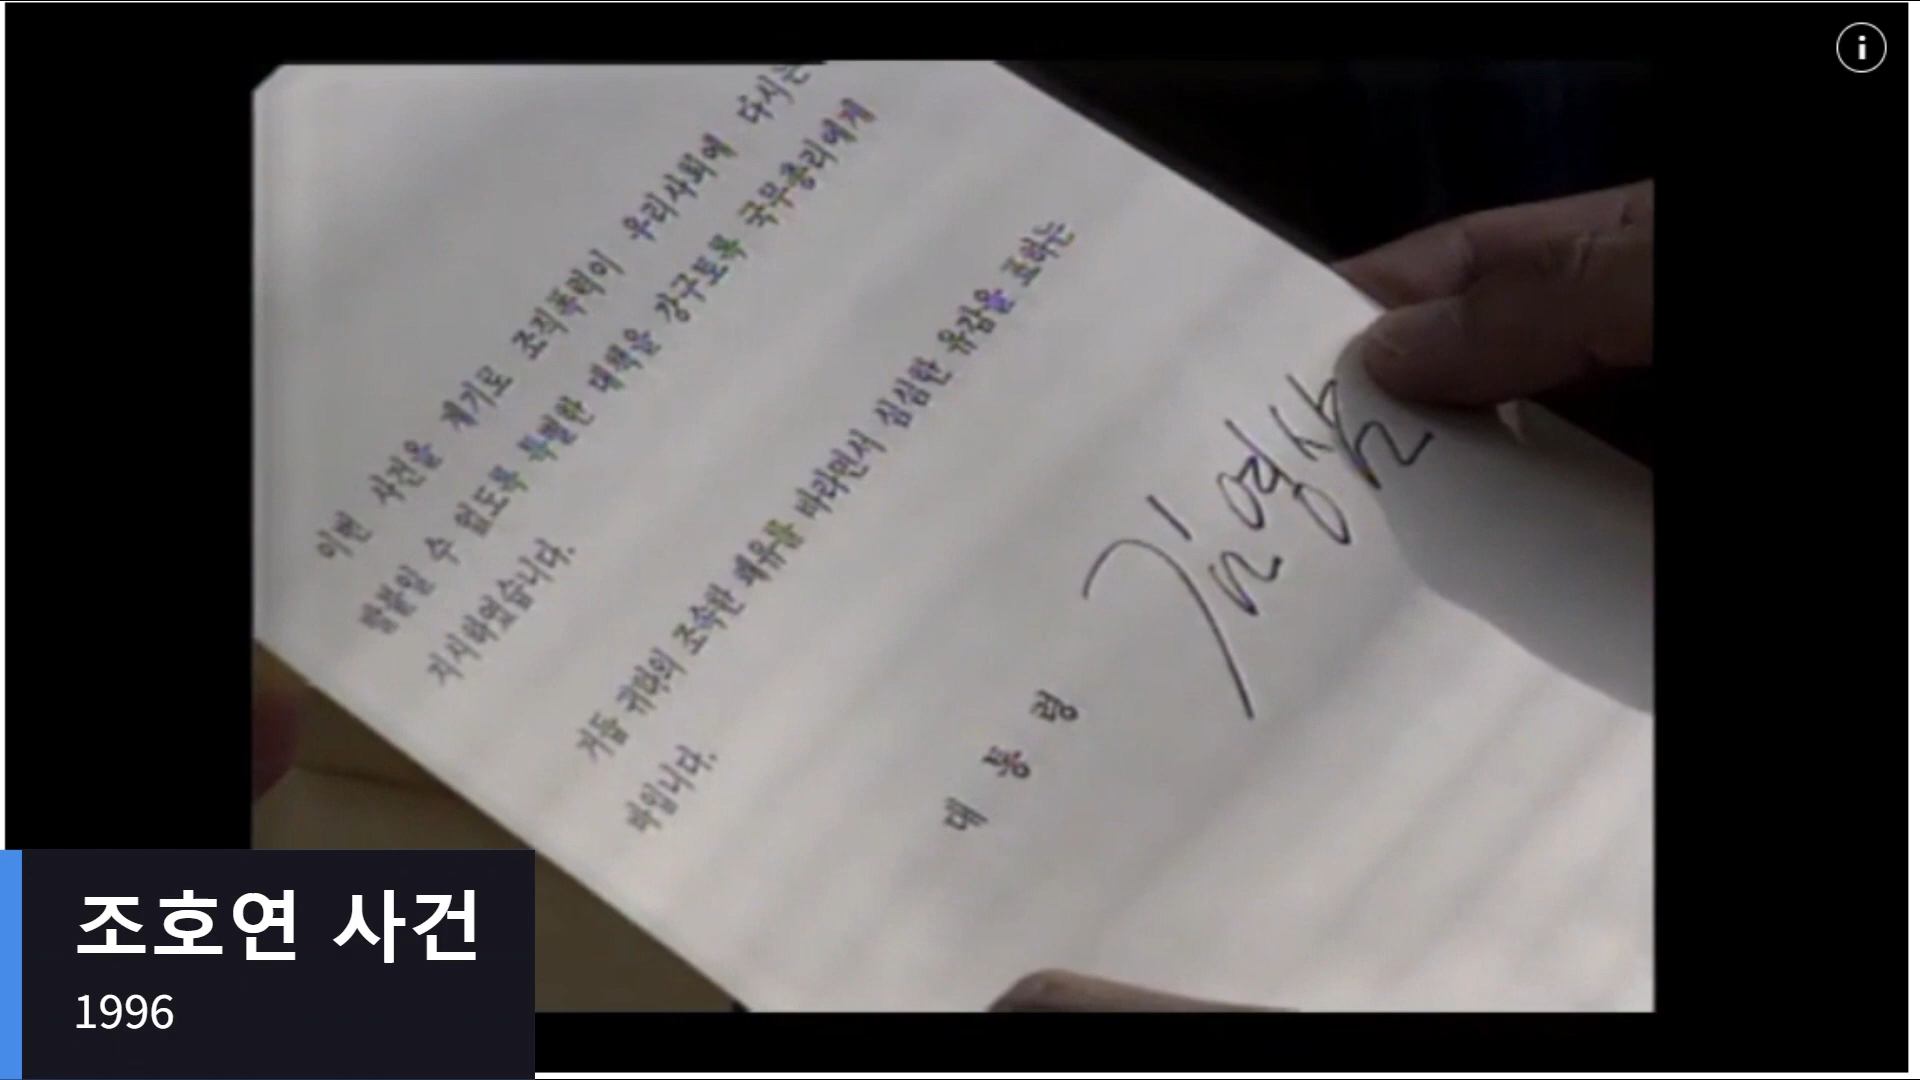 이번 사건을 계기로 조직폭력이 우리사회에 다시는
발붙일 수 없도록 특별한 대책을 강구토록 국무총리에게
지시하였습니다.
거듭 귀댁의 조속한 쾌유를 바라면서 심심한 유감을 표하는
바입니다.
대통령 김영삼
조호연 사건
1996